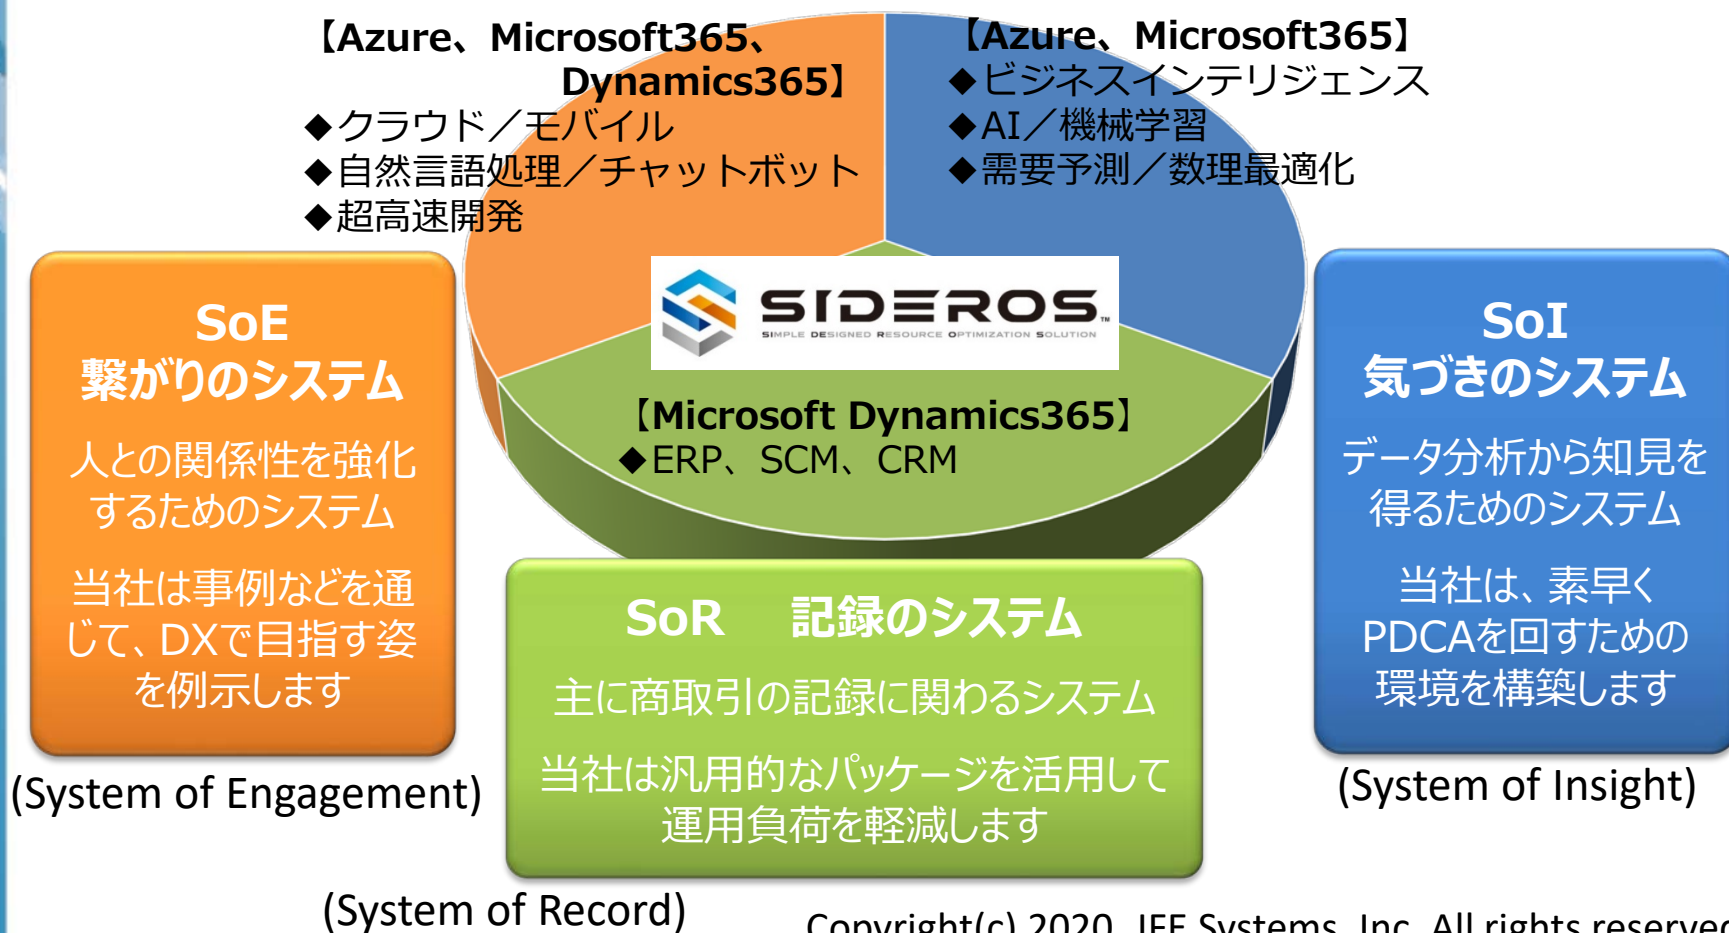 【Azure、Microsoft365、
Dynamics365】
◆クラウド／モバイル
◆自然言語処理／チャットボット
◆超高速開発
【Azure、Microsoft365】
◆ビジネスインテリジェンス
◆AI／機械学習
◆需要予測／数理最適化
SIDEROS™
SIMPLE DESIGNED RESOURCE OPTIMIZATION SOLUTION
【Microsoft Dynamics365】
◆ERP、SCM、CRM
SoE
繋がりのシステム
人との関係性を強化
するためのシステム
当社は事例などを通
じて、DXで目指す姿
を例示します
(System of Engagement)
SoR 記録のシステム
主に商取引の記録に関わるシステム
当社は汎用的なパッケージを活用して
運用負荷を軽減します
(System of Record)
SoI
気づきのシステム
データ分析から知見を
得るためのシステム
当社は、素早く
PDCAを回すための
環境を構築します
(System of Insight)
Copyright(c) 2020 JFE Systems, Inc. All rights reserved